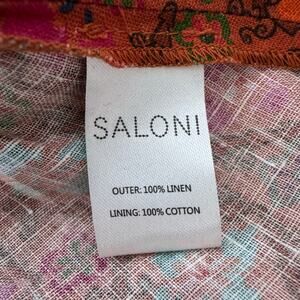 SALONI
OUTER: 100% LINEN
LINING: 100% COTTON